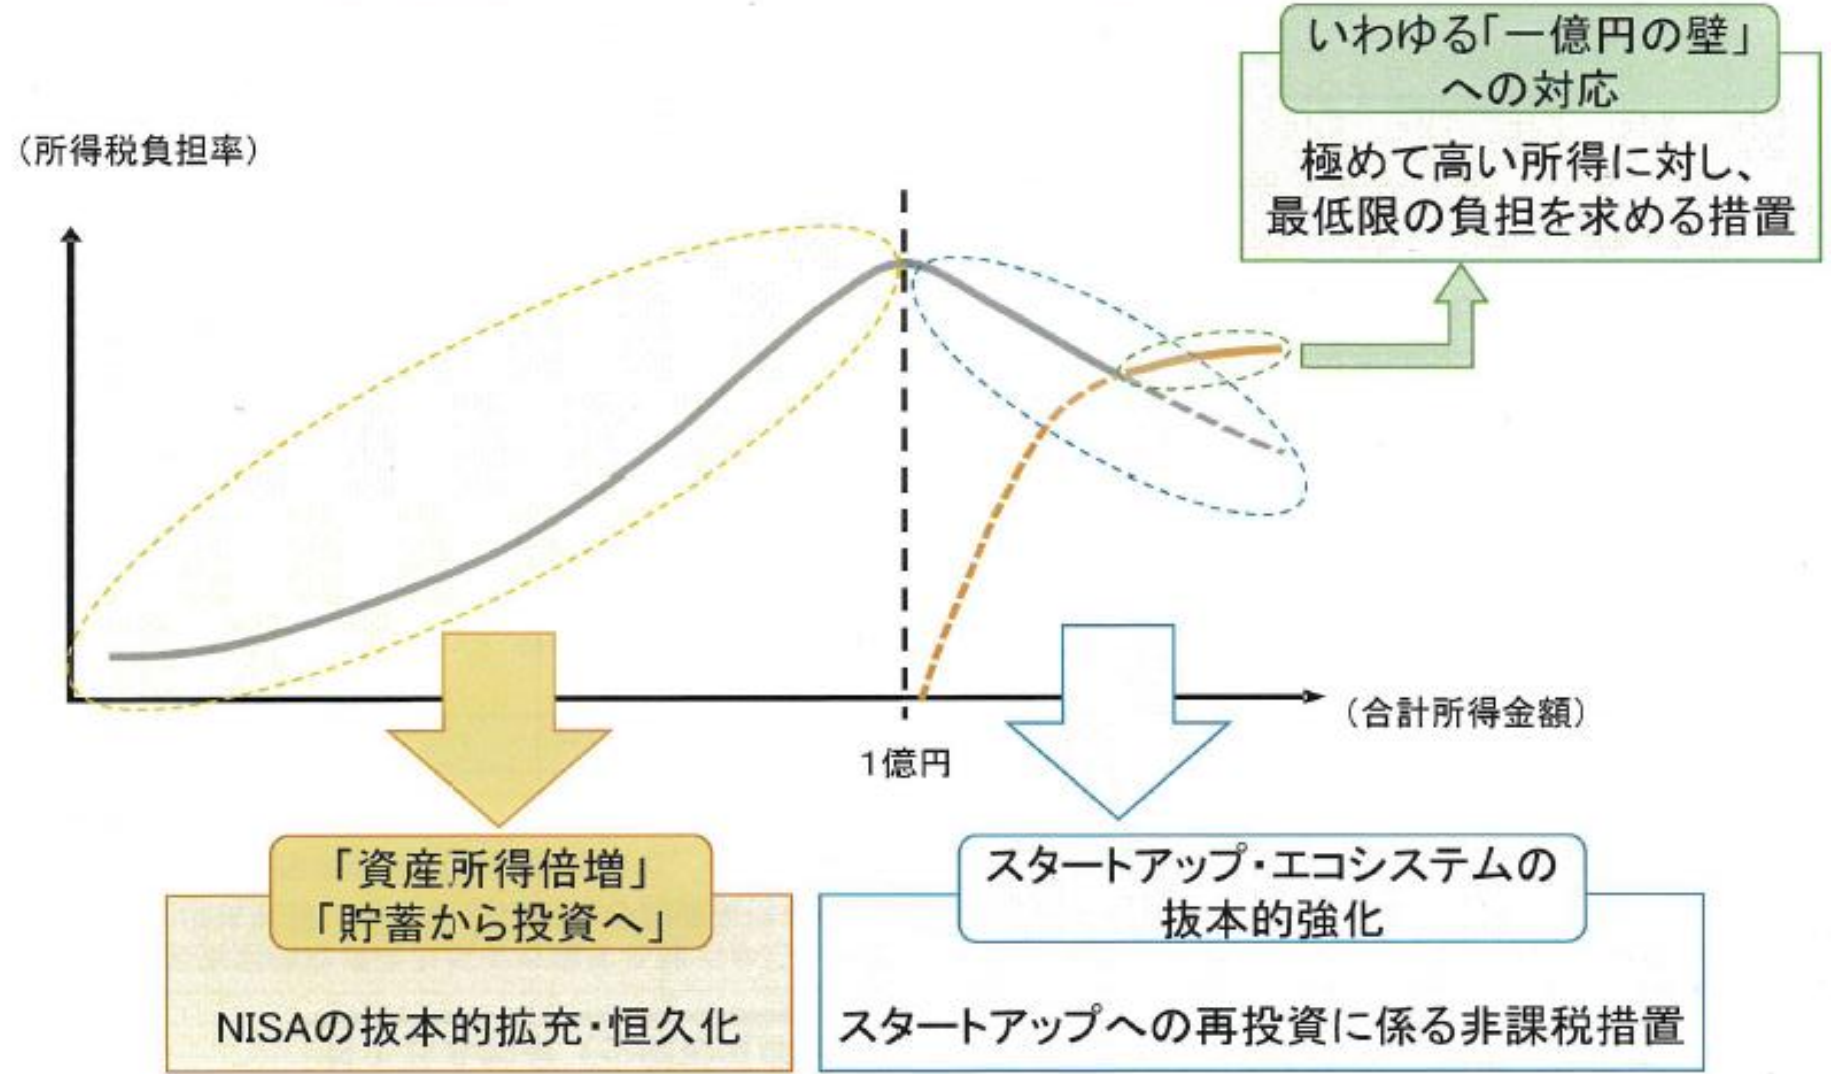 いわゆる「一億円の壁」
への対応
極めて高い所得に対し、
最低限の負担を求める措置
（所得税負担率）
（合計所得金額）
1億円
「資産所得倍増」
「貯蓄から投資へ」
NISAの抜本的拡充・恒久化
スタートアップ・エコシステムの
抜本的強化
スタートアップへの再投資に係る非課税措置